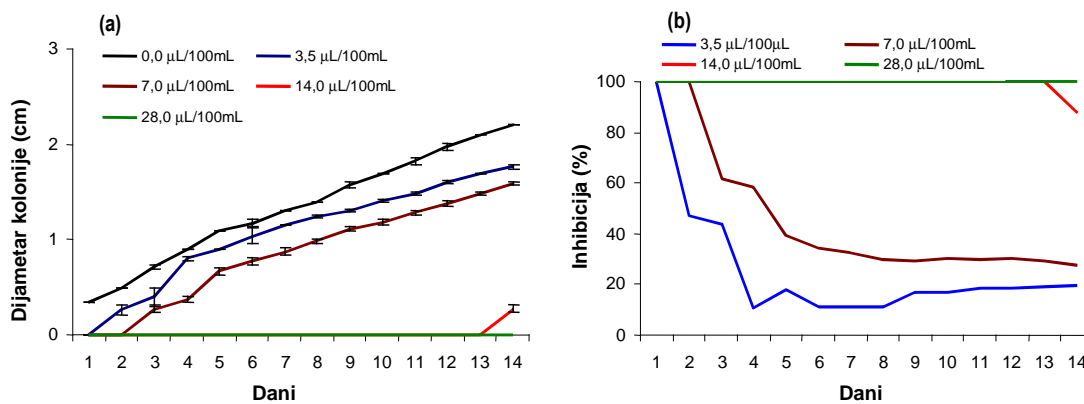 (a)
0,0 μL/100mL 3,5 μL/100mL
7,0 μL/100mL 14,0 μL/100mL
28,0 μL/100mL
Dijametar kolonije (cm)
3
2
1
0
1 2 3 4 5 6 7 8 9 10 11 12 13 14
Dani
(b)
3,5 μL/100μL 7,0 μL/100mL
14,0 μL/100mL 28,0 μL/100mL
Inhibicija (%)
100
80
60
40
20
0
1 2 3 4 5 6 7 8 9 10 11 12 13 14
Dani